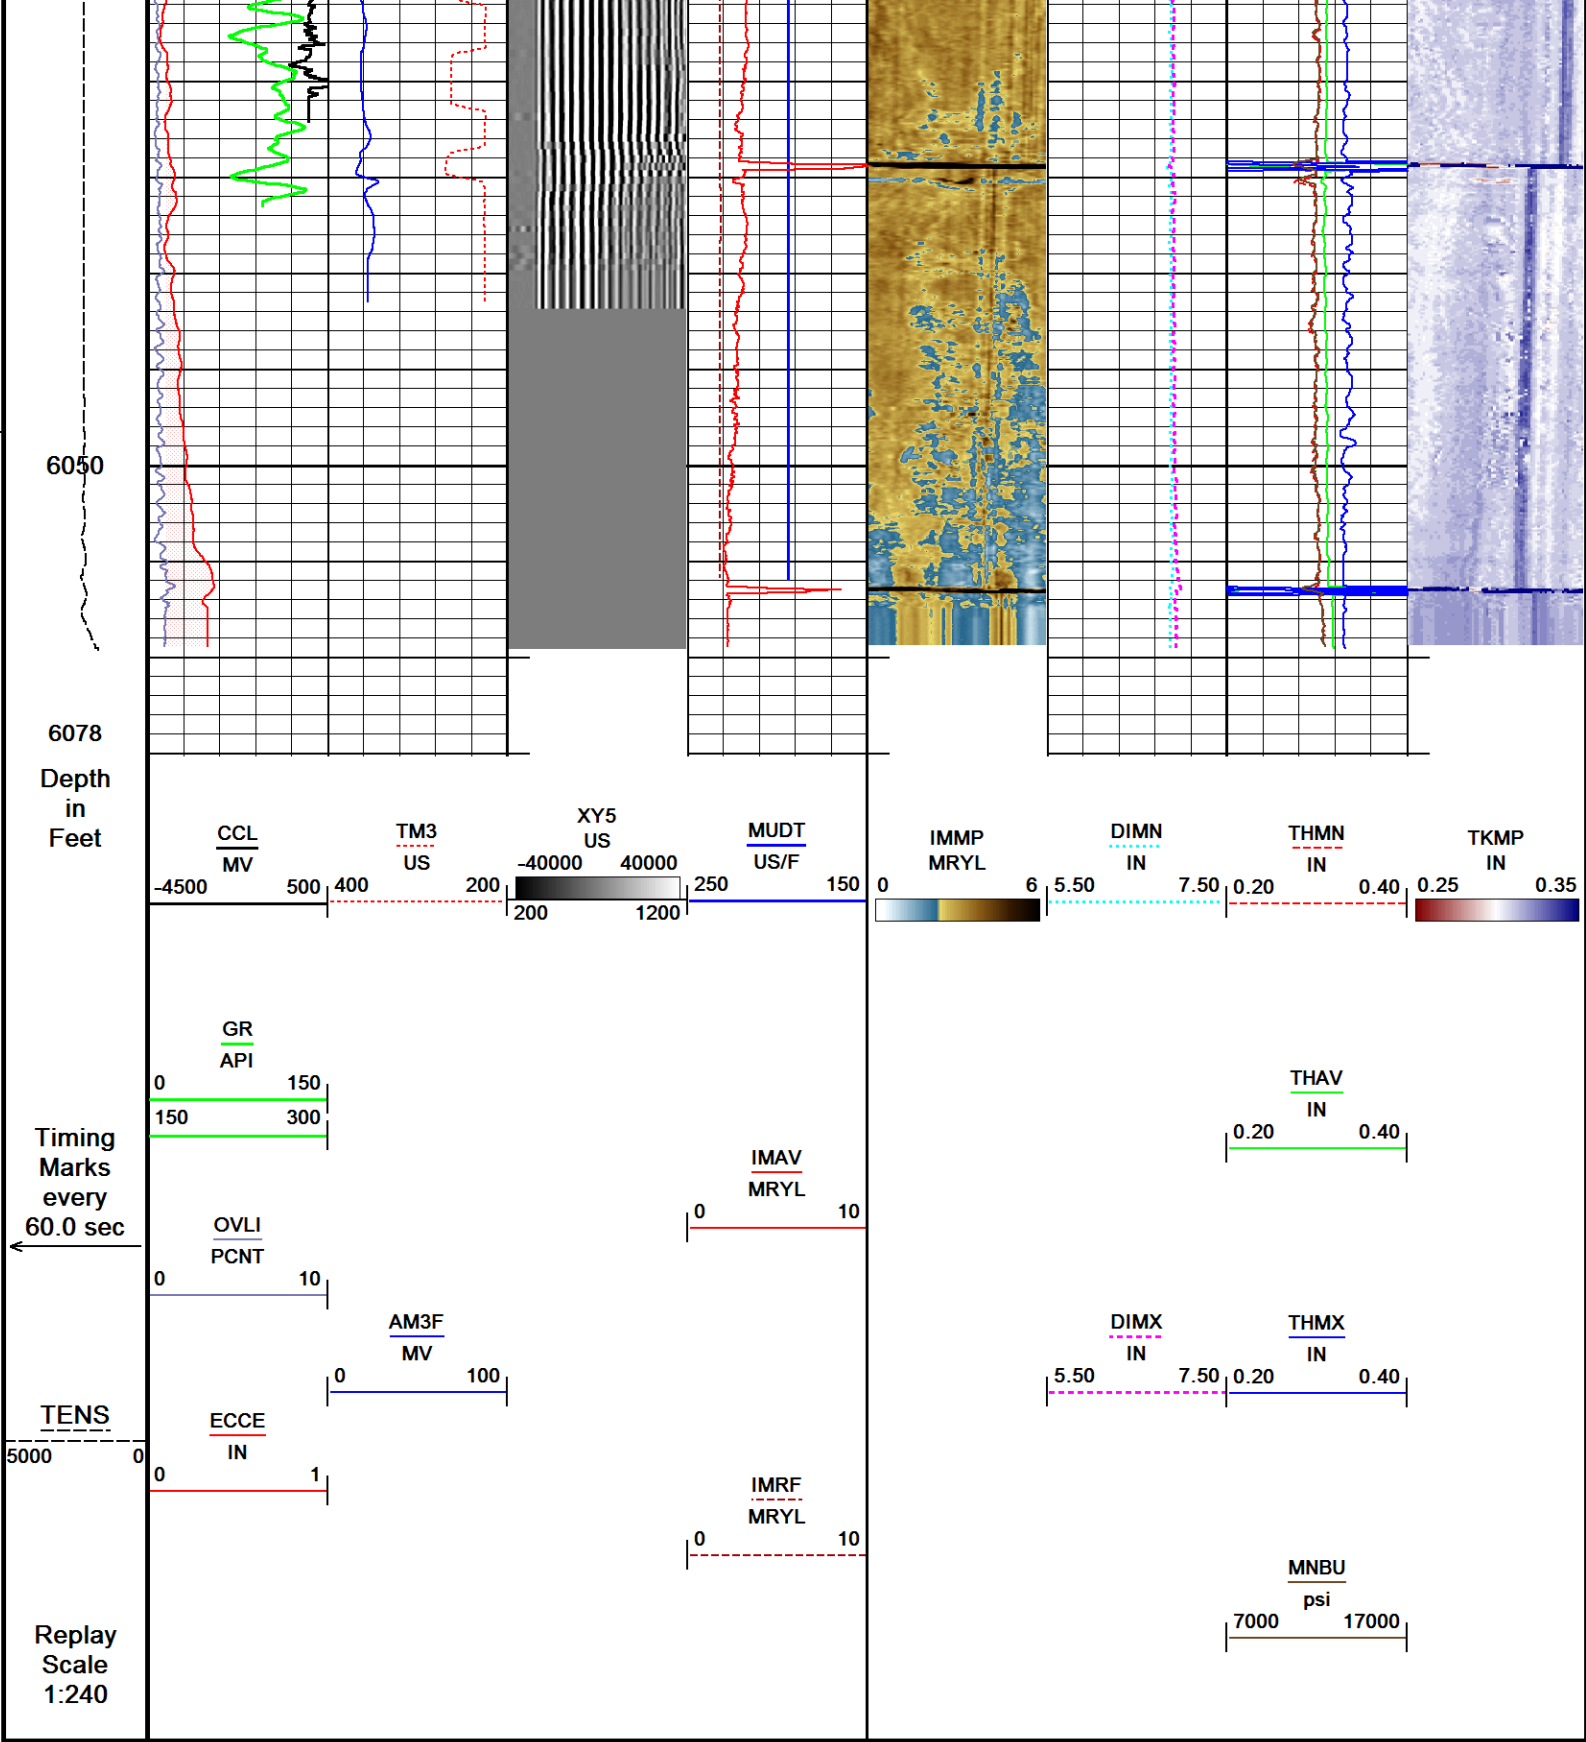 6050
6078
Depth
in
Feet
CCL
MV
-4500 500
TM3
US
400 200
XY5
US
-40000 40000
200 1200
MUDT
US/F
250 150
IMMP
MRYL
0 6
DIMN
IN
5.50 7.50
THMN
IN
0.20 0.40
TKMP
IN
0.25 0.35
GR
API
0 150
150 300
THAV
IN
0.20 0.40
Timing
Marks
every
60.0 sec
IMAV
MRYL
0 10
OVLI
PCNT
0 10
AM3F
MV
0 100
DIMX
IN
5.50 7.50
THMX
IN
0.20 0.40
TENS
5000 0
ECCE
IN
0 1
IMRF
MRYL
0 10
MNBU
psi
7000 17000
Replay
Scale
1:240